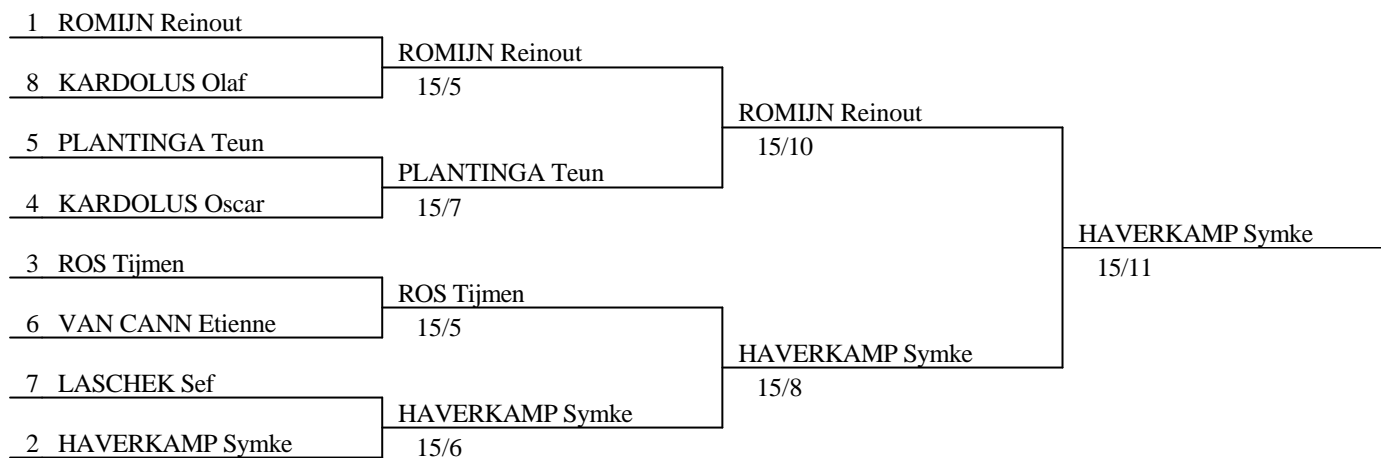 1 ROMIJN Reinout
ROMIJN Reinout
8 KARDOLUS Olaf
15/5
ROMIJN Reinout
5 PLANTINGA Teun
15/10
PLANTINGA Teun
4 KARDOLUS Oscar
15/7
HAVERKAMP Symke
3 ROS Tijmen
15/11
ROS Tijmen
6 VAN CANN Etienne
15/5
HAVERKAMP Symke
7 LASCHEK Sef
15/8
HAVERKAMP Symke
2 HAVERKAMP Symke
15/6